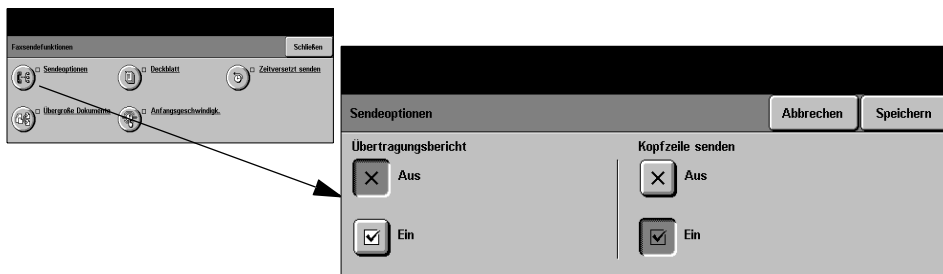 Faxsendefunktionen Schließen
Sendeoptionen Deckblatt Zeitversetzt senden
Übergroße Dokumente Anfangsgeschwindigk.
Sendeoptionen Abbrechen Speichern
Übertragungsbericht Kopfzeile senden
Aus Aus
Ein Ein